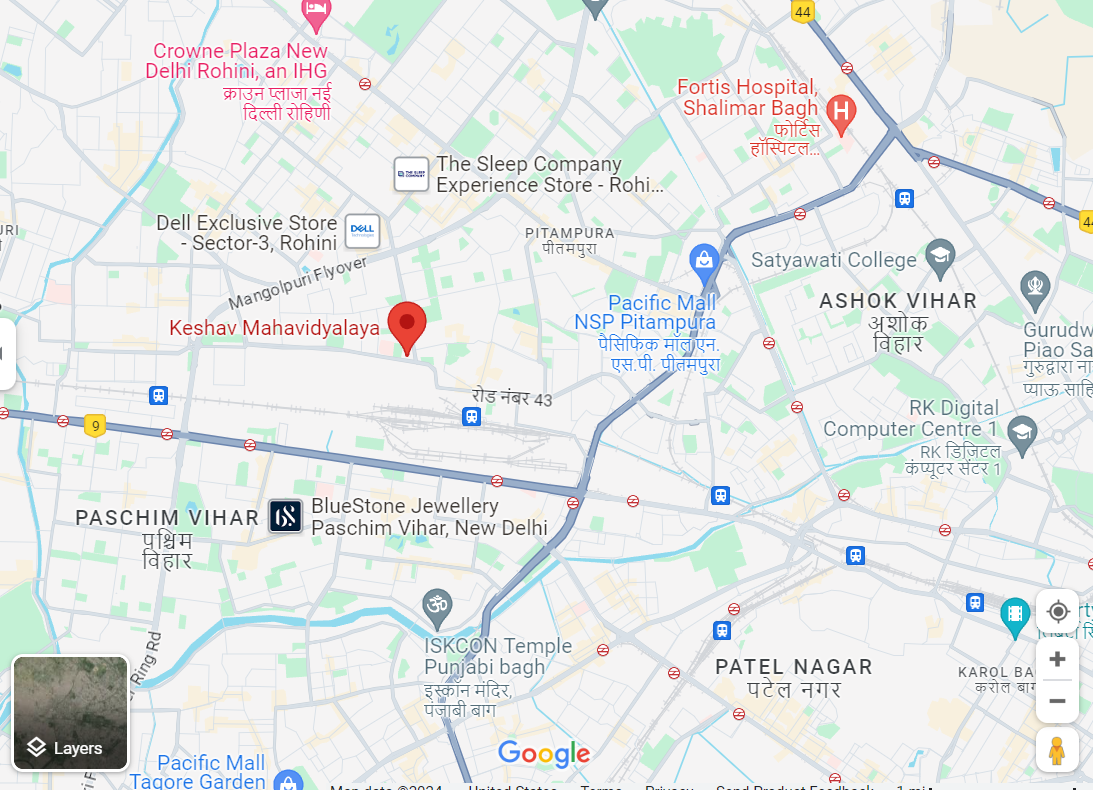 44
Crowne Plaza New
Delhi Rohini, an IHG
क्राउन प्लाजा नई
दिल्ली रोहिणी
Fortis Hospital,
Shalimar Bagh
फोर्टिस
हॉस्पिटल...
H
The Sleep Company
Experience Store - Rohi...
Dell Exclusive Store
- Sector-3, Rohini
DELL
PITAMPURA
पीतमपुरा
44
Satyawati College
Mangolpuri Flyover
ASHOK VIHAR
अशोक
विहार
Pacific Mall
NSP Pitampura
पैसिफिक मॉल एन.
एस.पी. पीतमपुरा
Keshav Mahavidyalaya
Gurudw
Piao Sa
गुरुद्वारा ना
प्याऊ साहि
रोड नंबर 43
RK Digital
Computer Centre 1
RK डिजिटल
कंप्यूटर सेंटर 1
9
BlueStone Jewellery
Paschim Vihar, New Delhi
PASCHIM VIHAR
पश्चिम
विहार
ISKCON Temple
Punjabi bagh
इस्कॉन मंदिर,
पंजाबी बाग
PATEL NAGAR
पटेल नगर
KAROL BA
करोल बाग
Ring Rd
Layers
Google
Pacific Mall
Tagore Garden
Map data ©2024
United States
Terms
Privacy
Send Product Feedback
1 mi